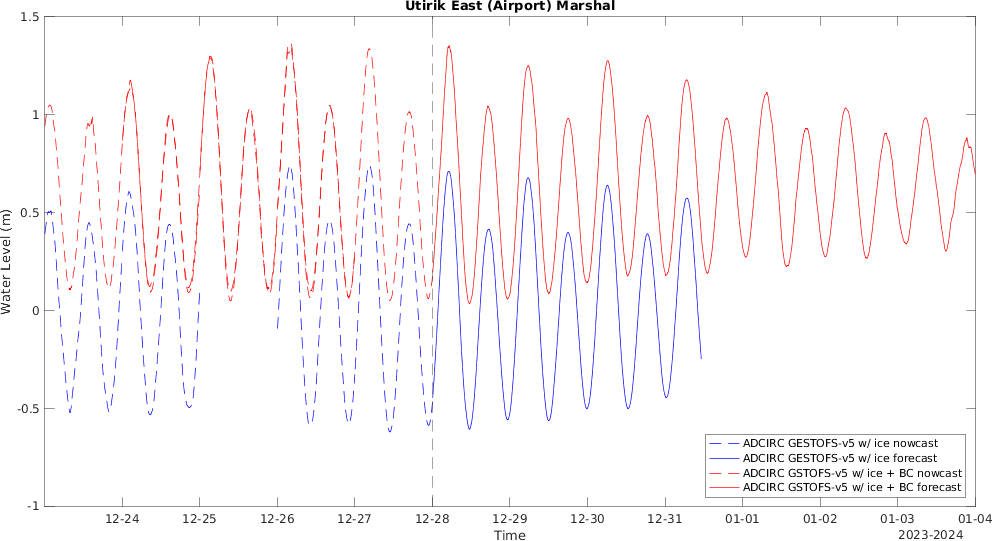 Utirik East (Airport) Marshal
1.5
1
0.5
0
-0.5
-1
Water Level (m)
12-24
12-25
12-26
12-27
12-28
12-29
12-30
12-31
01-01
01-02
01-03
01-04
Time
2023-2024
ADCIRC GESTOFS-v5 w/ ice nowcast
ADCIRC GESTOFS-v5 w/ ice forecast
ADCIRC GSTOFS-v5 w/ ice + BC nowcast
ADCIRC GSTOFS-v5 w/ ice + BC forecast